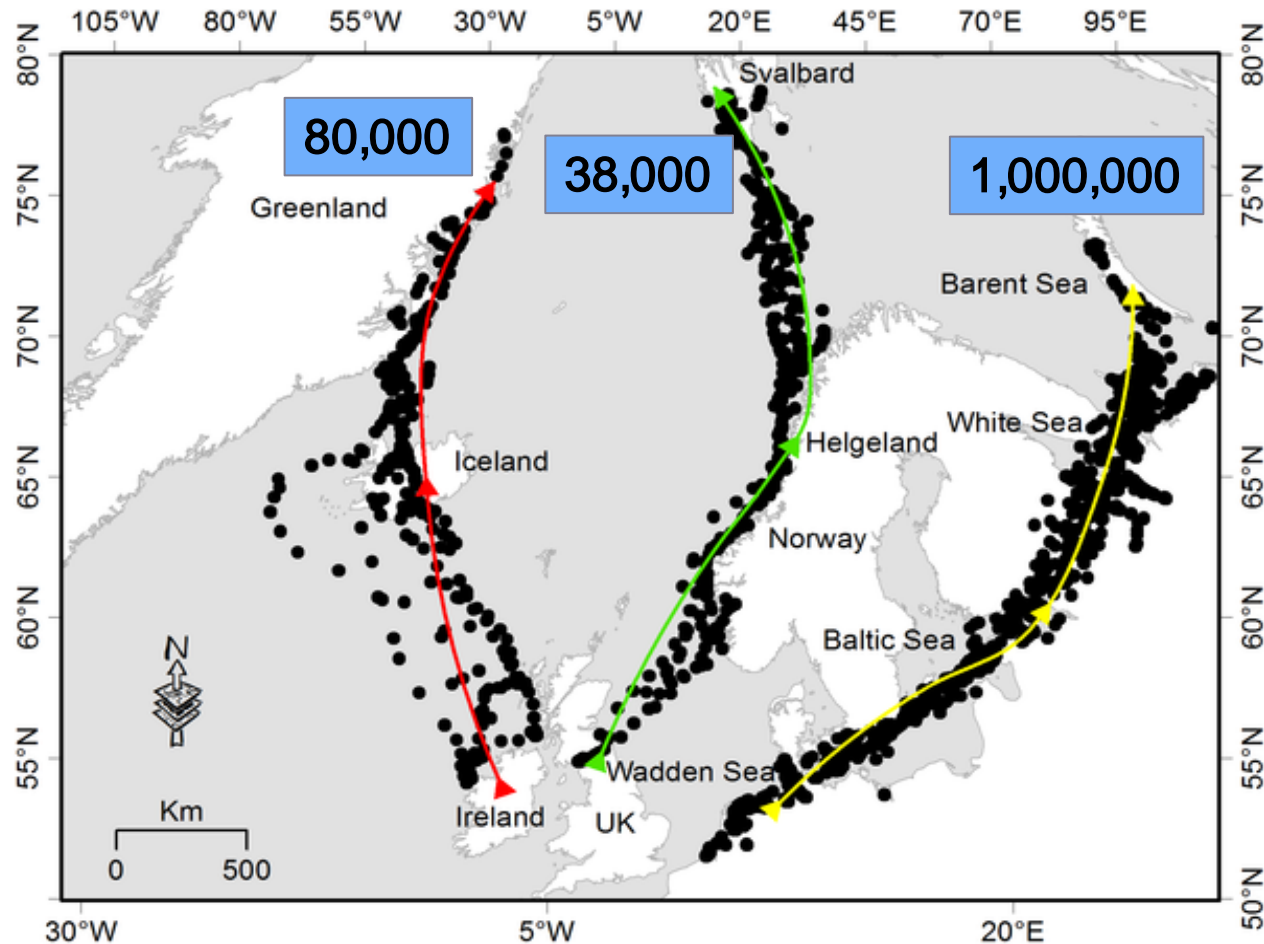 105°W 80°W 55°W 30°W 5°W 20°E 45°E 70°E 95°E
80°N
75°N
70°N
65°N
60°N
55°N
80°N
75°N
70°N
65°N
60°N
55°N
50°N
Svalbard
80,000
38,000
1,000,000
Greenland
Barent Sea
White Sea
Helgeland
Iceland
Norway
Baltic Sea
N
Wadden Sea
Km
Ireland
UK
0 500
30°W 5°W 20°E